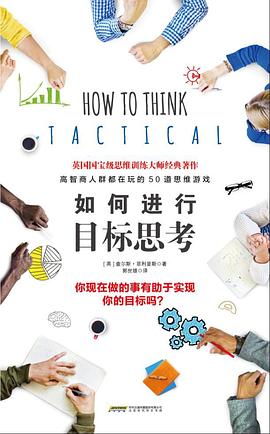 HOW TO THINK
TACTICAL
英国国宝级思维训练大师经典著作
高智商人群都在玩的50道思维游戏
如何进行
目标思考
[英]查尔斯·菲利普斯◎著
郭世雄◎译
你现在做的事有助于实现
你的目标吗？